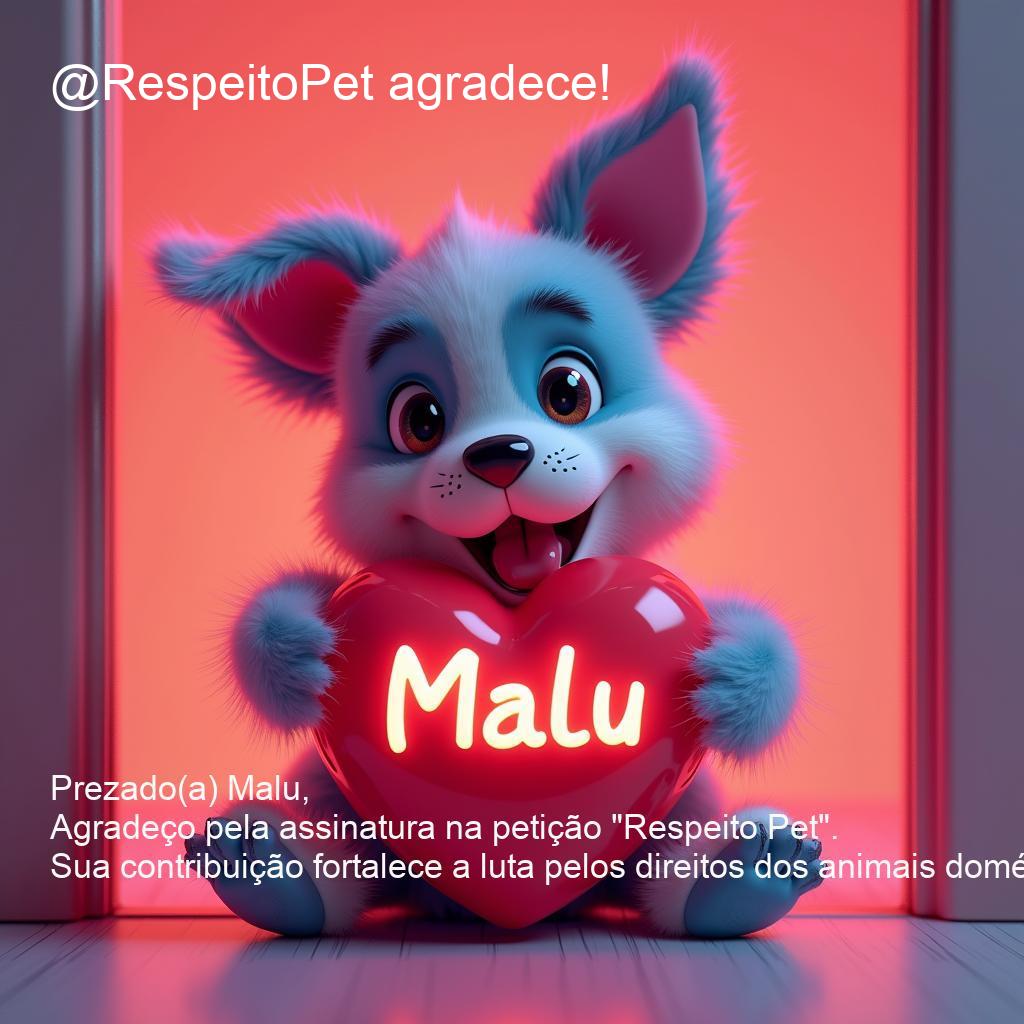 @RespeitoPet agradece!
Malu
Prezado(a) Malu,
Agradeço pela assinatura na petição "Respeito Pet".
Sua contribuição fortalece a luta pelos direitos dos animais domé